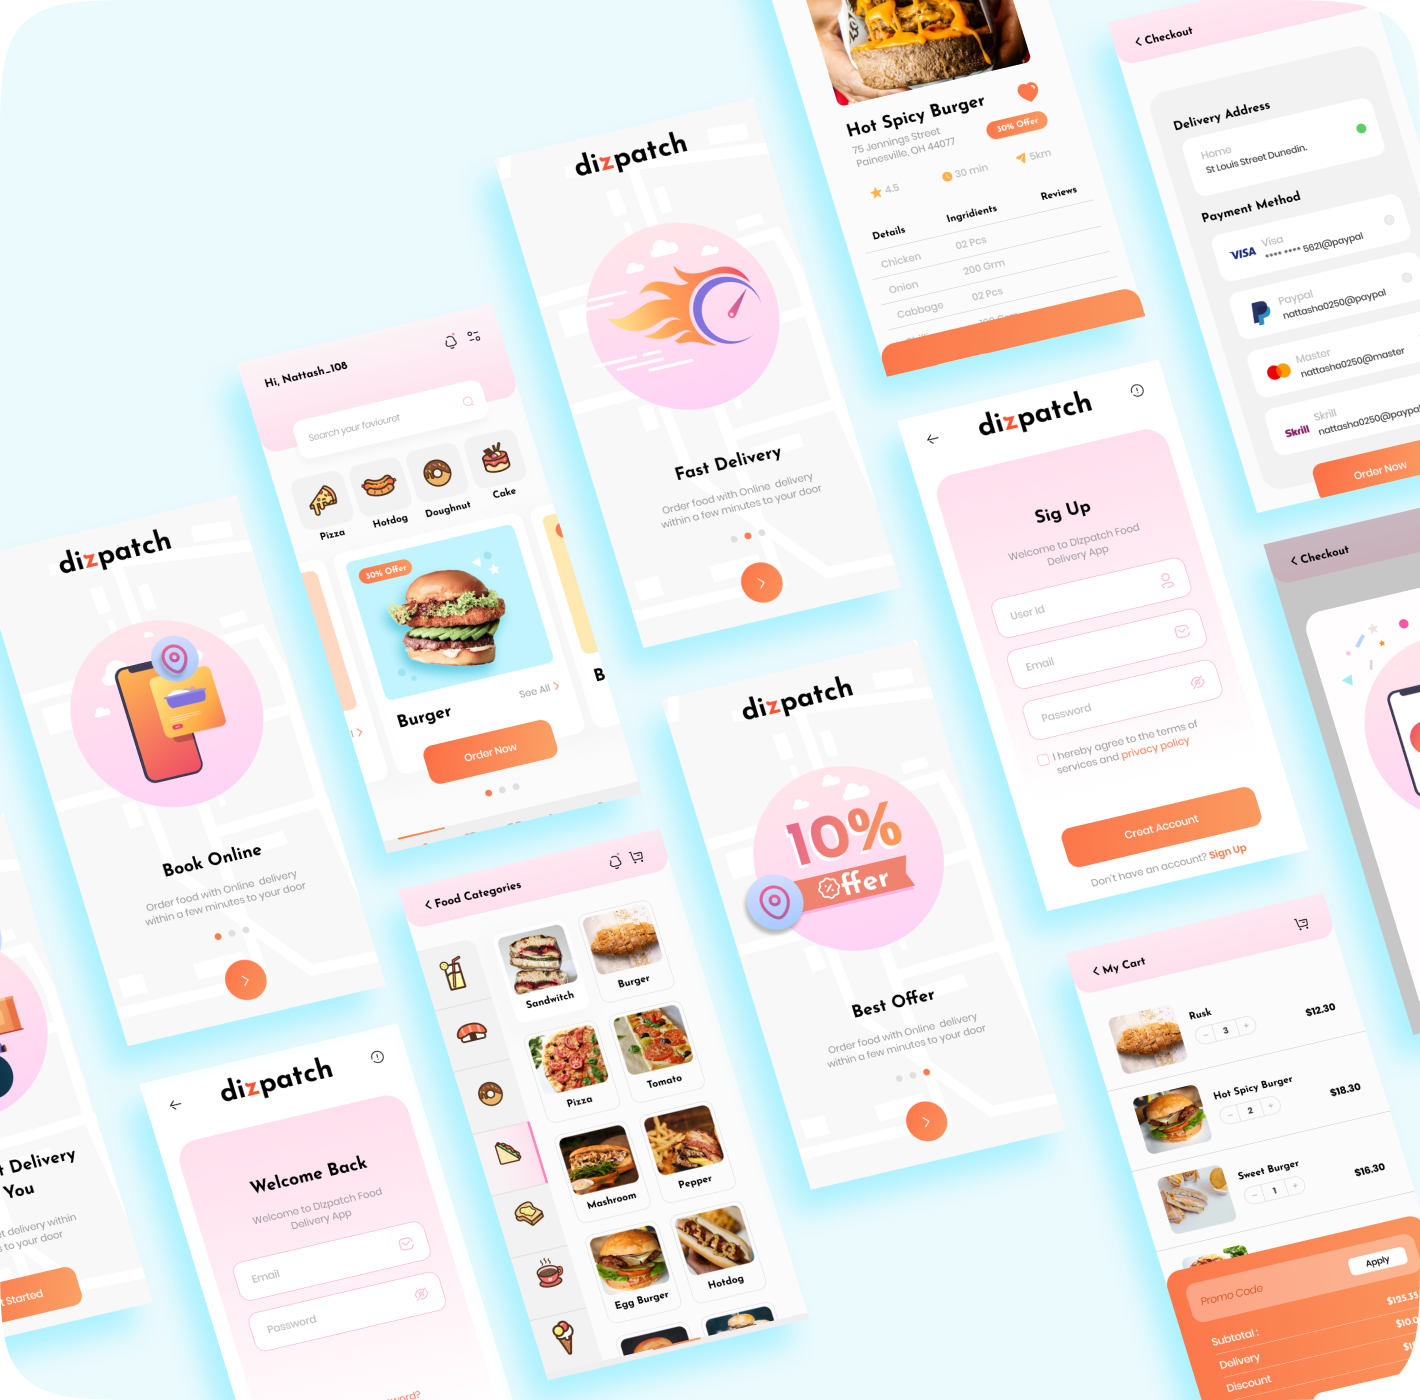 Hot Spicy Burger
75 Jennings Street
Painesville, OH 44077
30% Offer
4.5
30 min
5km
Details
Ingridients
Reviews
Chicken
02 Pcs
Onion
200 Grm
Cabbage
02 Pcs
Checkout
Delivery Address
Home
St Louis Street Dunedin.
Payment Method
VISA
Visa
**** **** 5621@paypal
Paypal
nattasha0250@paypal
Master
nattasha0250@master
Skrill
Skrill
nattasha0250@paypal
Order Now
dizpatch
Fast Delivery
Order food with Online delivery
within a few minutes to your door
Hi, Nattash_108
Search your faviouret
Pizza
Hotdog
Doughnut
Cake
30% Offer
Burger
See All
B
Order Now
dizpatch
Book Online
Order food with Online delivery
within a few minutes to your door
dizpatch
Sig Up
Welcome to Dizpatch Food
Delivery App
User Id
Email
Password
I hereby agree to the terms of
services and privacy policy
Creat Account
Don't have an account? Sign Up
Checkout
dizpatch
10%
Offer
Best Offer
Order food with Online delivery
within a few minutes to your door
Food Categories
Sandwitch
Burger
Pizza
Tomato
Mashroom
Pepper
Egg Burger
Hotdog
My Cart
Rusk
- 3 +
$12.30
Hot Spicy Burger
- 2 +
$18.30
Sweet Burger
- 1 +
$16.30
Promo Code
Apply
Subtotal :
$125.35
Delivery
$10.0
Discount
Delivery
You
delivery within
to your door
Started
dizpatch
Welcome Back
Welcome to Dizpatch Food
Delivery App
Email
Password